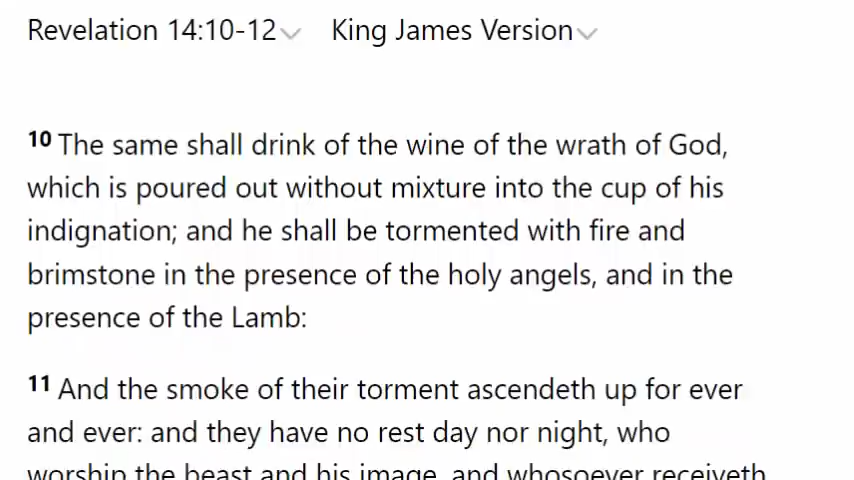 Revelation 14:10-12 King James Version
10 The same shall drink of the wine of the wrath of God,
which is poured out without mixture into the cup of his
indignation; and he shall be tormented with fire and
brimstone in the presence of the holy angels, and in the
presence of the Lamb:
11 And the smoke of their torment ascendeth up for ever
and ever: and they have no rest day nor night, who
worship the beast and his image, and whosoever receiveth